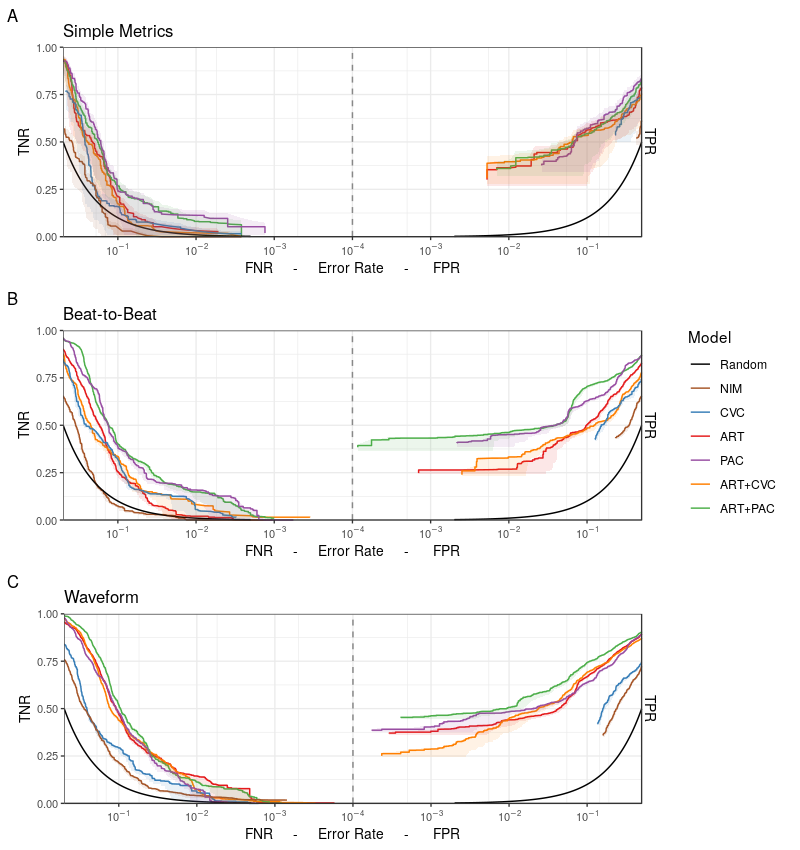 A
Simple Metrics
1.00
0.75
0.50
0.25
0.00
TNR
TPR
10⁻¹ 10⁻² 10⁻³ 10⁻⁴ 10⁻³ 10⁻² 10⁻¹
FNR - Error Rate - FPR
B
Beat-to-Beat
1.00
0.75
0.50
0.25
0.00
TNR
TPR
10⁻¹ 10⁻² 10⁻³ 10⁻⁴ 10⁻³ 10⁻² 10⁻¹
FNR - Error Rate - FPR
Model
Random
NIM
CVC
ART
PAC
ART+CVC
ART+PAC
C
Waveform
1.00
0.75
0.50
0.25
0.00
TNR
TPR
10⁻¹ 10⁻² 10⁻³ 10⁻⁴ 10⁻³ 10⁻² 10⁻¹
FNR - Error Rate - FPR